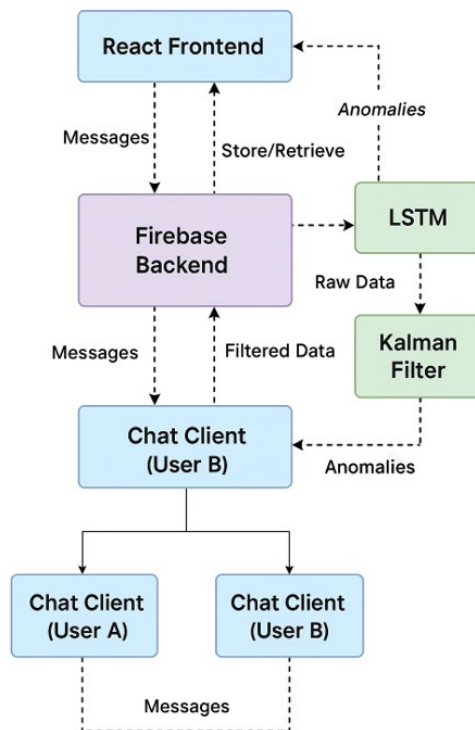 React Frontend
Messages
Store/Retrieve
Anomalies
Firebase
Backend
LSTM
Raw Data
Messages
Filtered Data
Kalman
Filter
Chat Client
(User B)
Anomalies
Chat Client
(User A)
Chat Client
(User B)
Messages